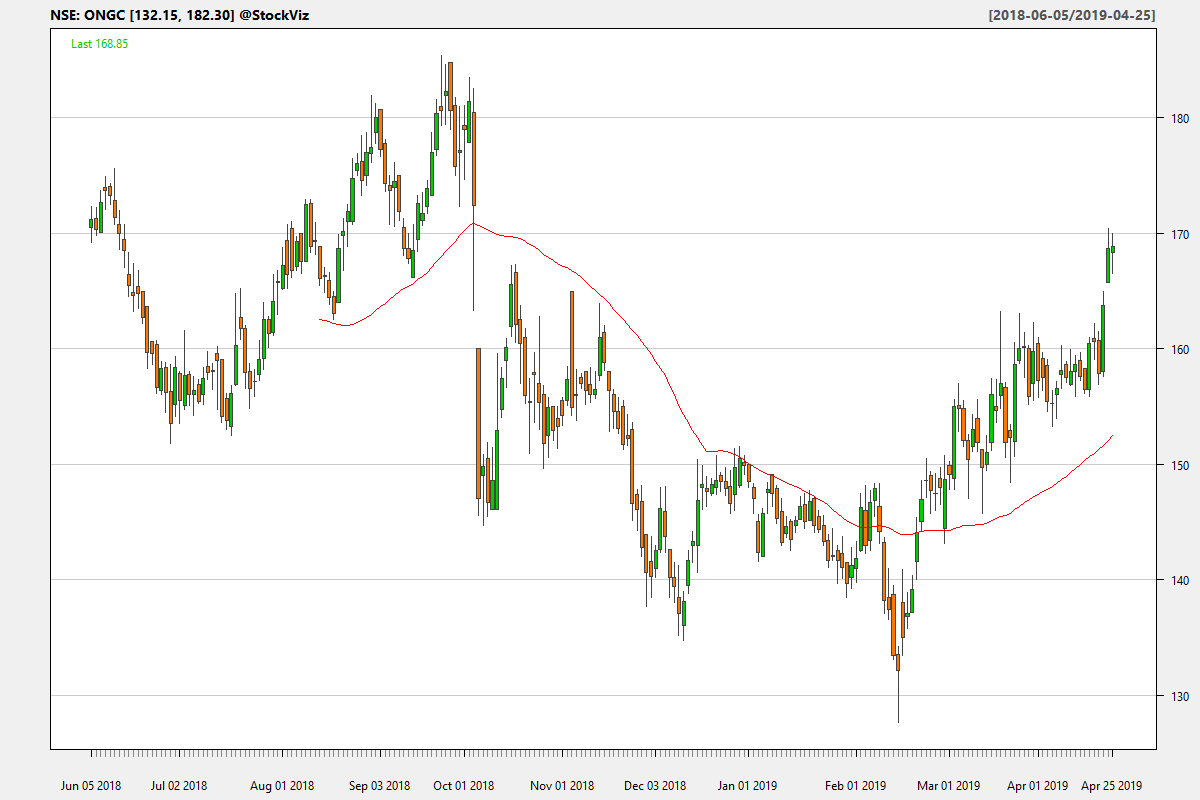 NSE: ONGC [132.15, 182.30] @StockViz
[2018-06-05/2019-04-25]
Last 168.85
180
170
160
150
140
130
Jun 05 2018
Jul 02 2018
Aug 01 2018
Sep 03 2018
Oct 01 2018
Nov 01 2018
Dec 03 2018
Jan 01 2019
Feb 01 2019
Mar 01 2019
Apr 01 2019
Apr 25 2019